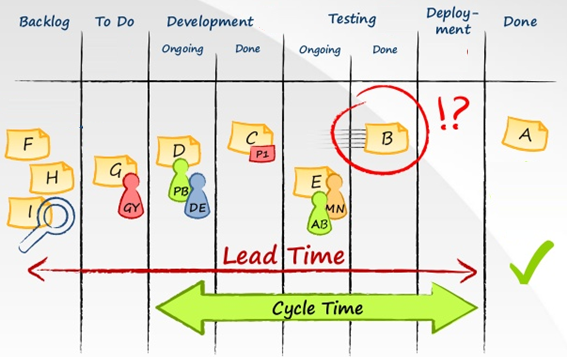 Backlog
To Do
Development
Testing
Deploy-
ment
Done
Ongoing
Done
Ongoing
Done
F
H
I
G
GY
D
PB
DE
C
P1
E
MN
AB
B
!?
A
Lead Time
Cycle Time